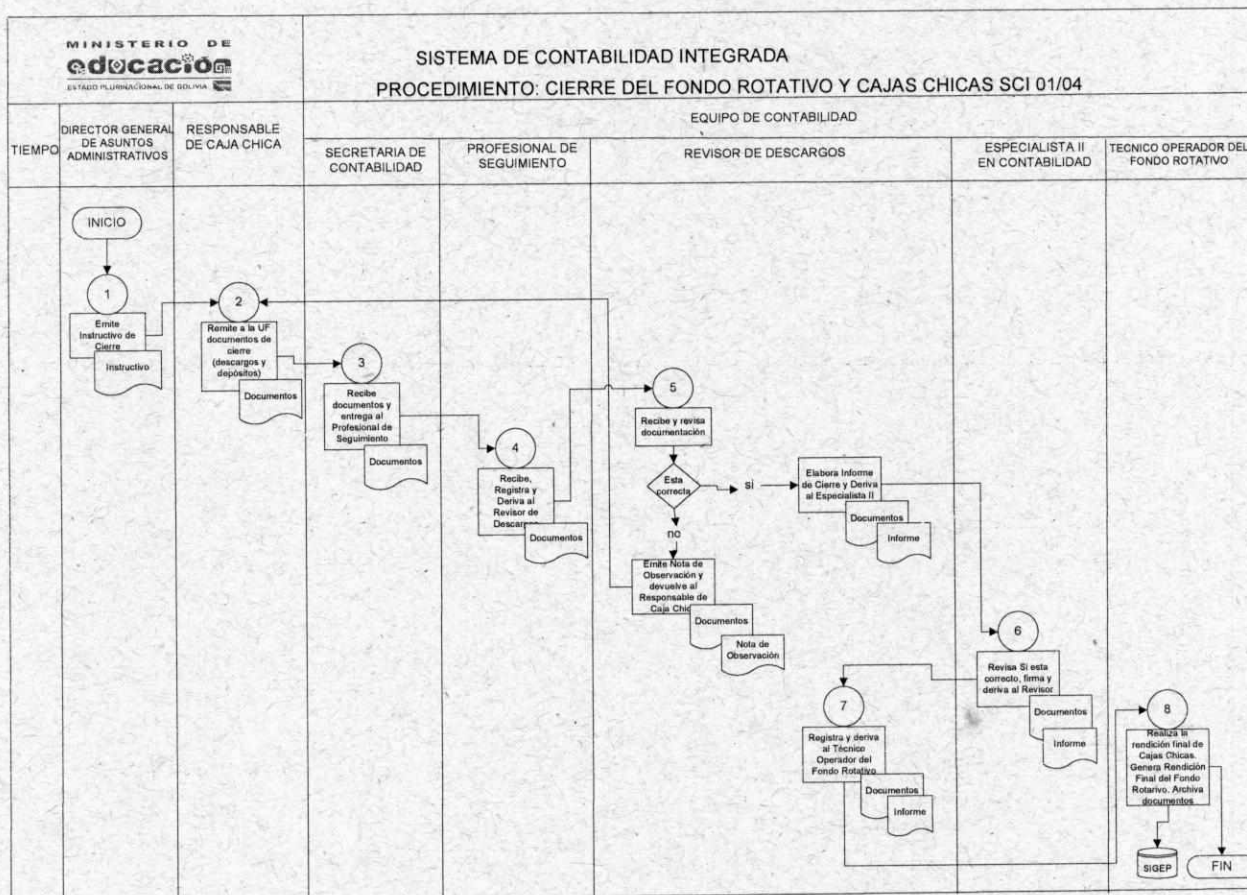 MINISTERIO DE
educación
ESTADO PLURINACIONAL DE BOLIVIA
SISTEMA DE CONTABILIDAD INTEGRADA
PROCEDIMIENTO: CIERRE DEL FONDO ROTATIVO Y CAJAS CHICAS SCI 01/04
TIEMPO
DIRECTOR GENERAL
DE ASUNTOS
ADMINISTRATIVOS
RESPONSABLE
DE CAJA CHICA
EQUIPO DE CONTABILIDAD
SECRETARIA DE
CONTABILIDAD
PROFESIONAL DE
SEGUIMIENTO
REVISOR DE DESCARGOS
ESPECIALISTA II
EN CONTABILIDAD
TECNICO OPERADOR DEL
FONDO ROTATIVO
INICIO
1
Emite
Instructivo de
Cierre
Instructivo
2
Remite a la UF
documentos de
cierre
(descargos y
depósitos)
Documentos
3
Recibe
documentos y
entrega al
Profesional de
Seguimiento
Documentos
4
Recibe,
Registra y
Deriva al
Revisor de
Descargos
Documentos
5
Recibe y revisa
documentación
Esta
correcta
si
no
Elabora Informe
de Cierre y Deriva
al Especialista II
Documentos
Informe
Emite Nota de
Observación y
devuelve al
Responsable de
Caja Chic
Documentos
Nota de
Observación
6
Revisa Si esta
correcto, firma y
deriva al Revisor
Documentos
Informe
7
Registra y deriva
al Técnico
Operador del
Fondo Rotativo
Documentos
Informe
8
Realiza la
rendición final de
Cajas Chicas.
Genera Rendición
Final del Fondo
Rotarivo. Archiva
documentos
SIGEP
FIN